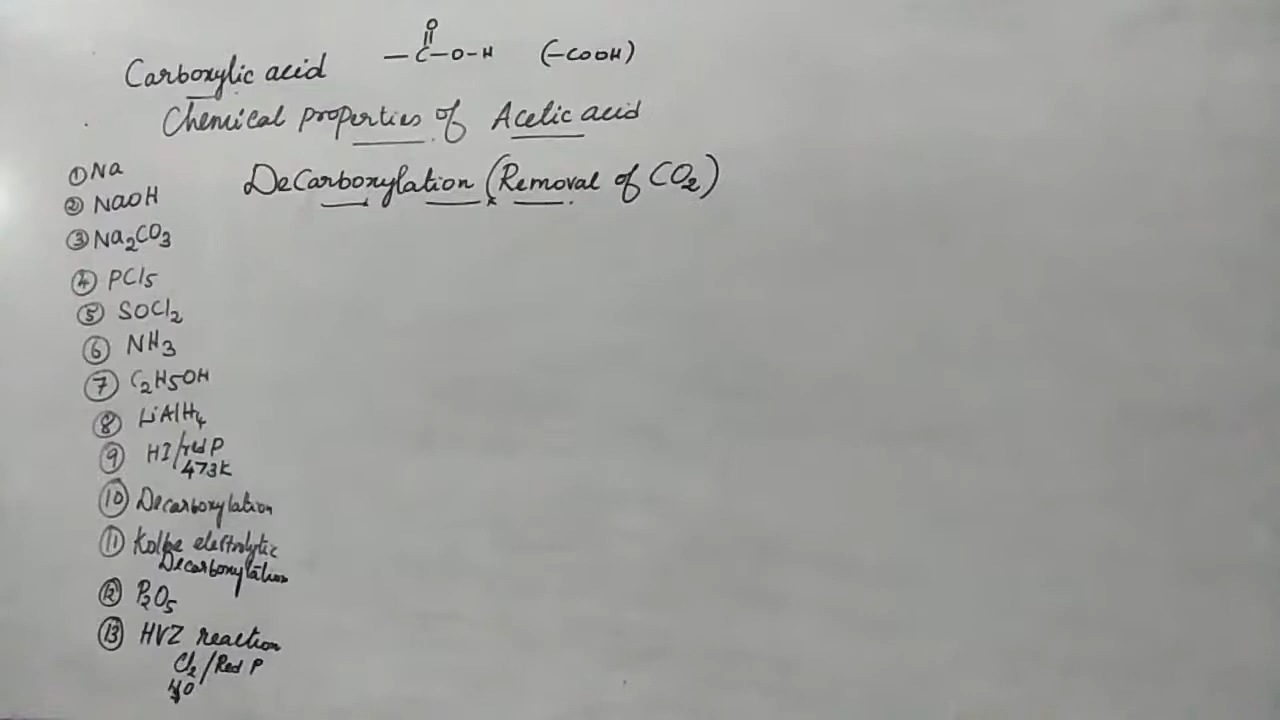 O
||
Carboxylic acid — C—O—H (—COOH)
Chemical properties of Acetic acid
Decarboxylation (Removal of CO₂)
① Na
② NaOH
③ Na₂CO₃
④ PCl₅
⑤ SOCl₂
⑥ NH₃
⑦ C₂H₅OH
⑧ LiAlH₄
⑨ HI/red P
473K
⑩ Decarboxylation
⑪ Kolbe electrolytic
Decarboxylation
⑫ P₂O₅
⑬ HVZ reaction
Cl₂/Red P